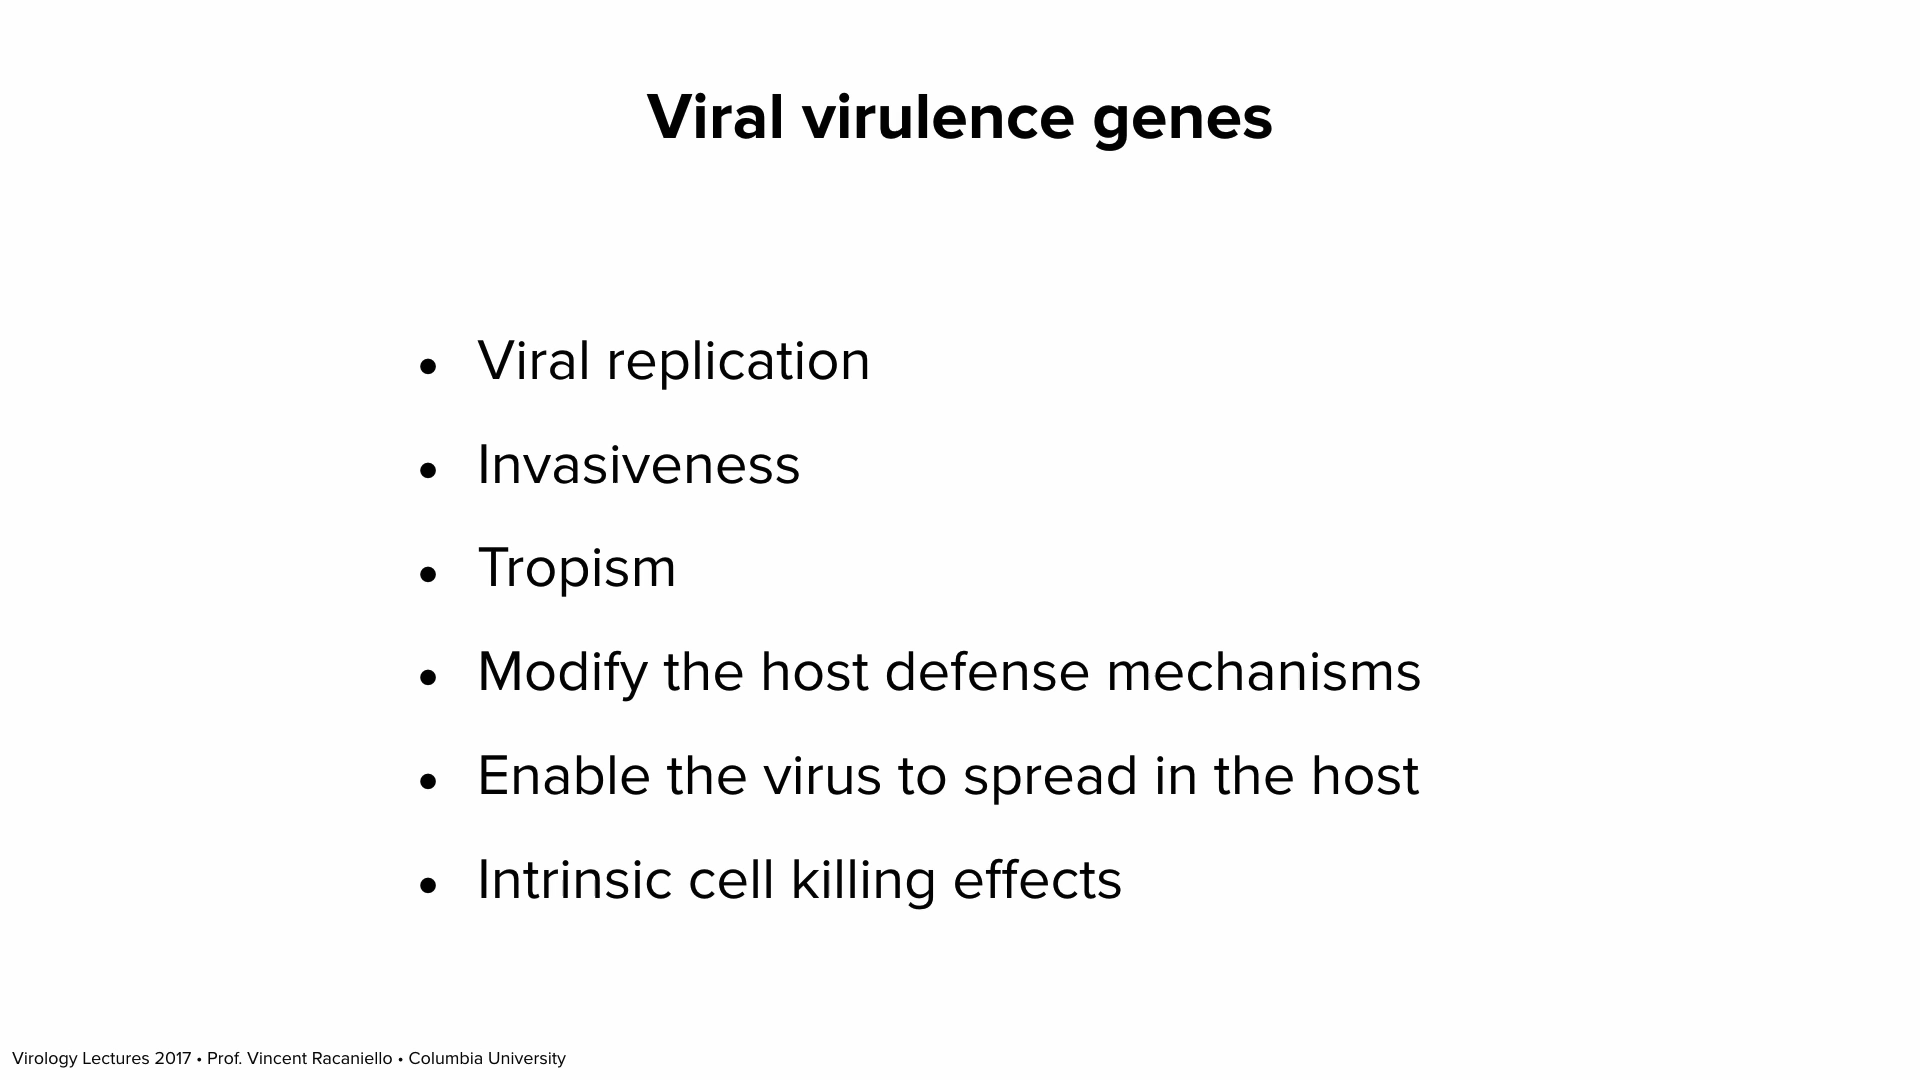 Viral virulence genes
• Viral replication
• Invasiveness
• Tropism
• Modify the host defense mechanisms
• Enable the virus to spread in the host
• Intrinsic cell killing effects
Virology Lectures 2017 • Prof. Vincent Racaniello • Columbia University